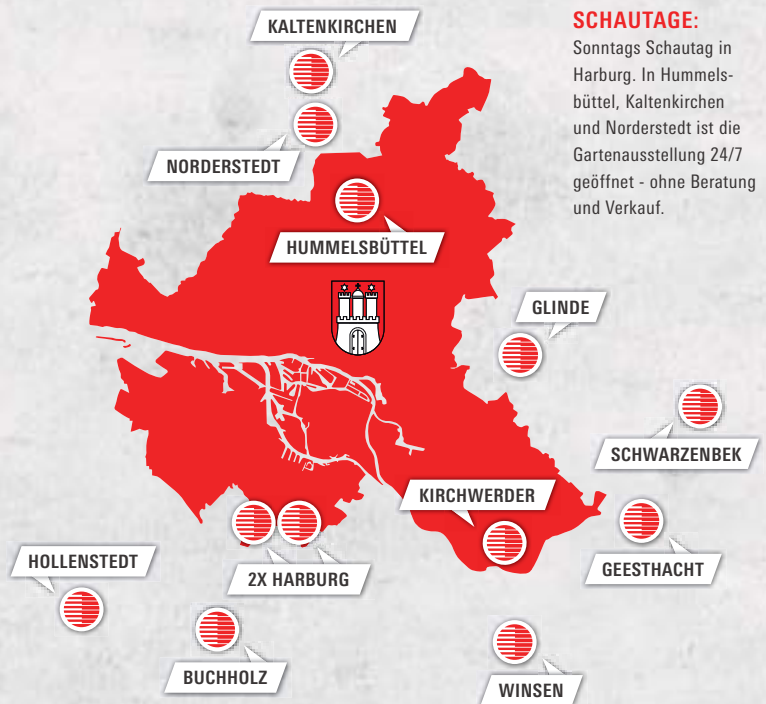 KALTENKIRCHEN
SCHAUTAGE:
Sonntags Schautag in
Harburg. In Hummels-
büttel, Kaltenkirchen
und Norderstedt ist die
Gartenausstellung 24/7
geöffnet - ohne Beratung
und Verkauf.
NORDERSTEDT
HUMMELSBÜTTEL
GLINDE
SCHWARZENBEK
KIRCHWERDER
HOLLENSTEDT
2X HARBURG
GEESTHACHT
BUCHHOLZ
WINSEN